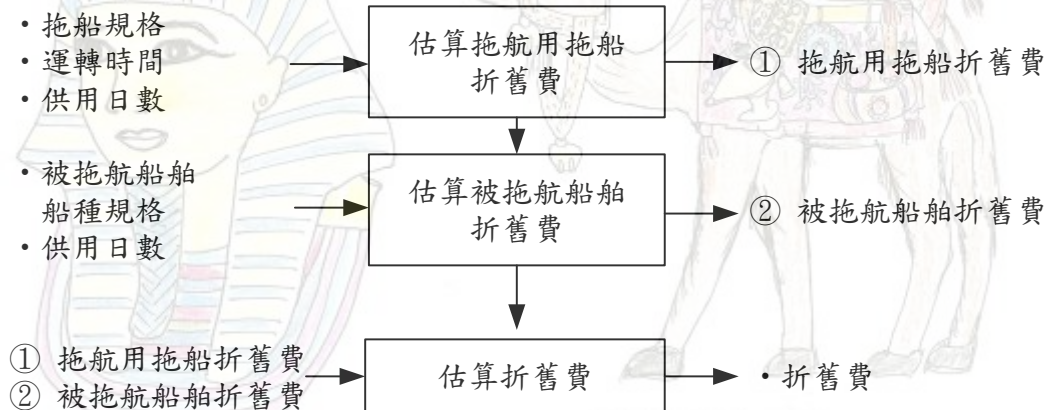 ・拖船規格
・運轉時間
・供用日數
估算拖航用拖船
折舊費
① 拖航用拖船折舊費
・被拖航船舶
船種規格
・供用日數
估算被拖航船舶
折舊費
② 被拖航船舶折舊費
① 拖航用拖船折舊費
② 被拖航船舶折舊費
估算折舊費
・折舊費